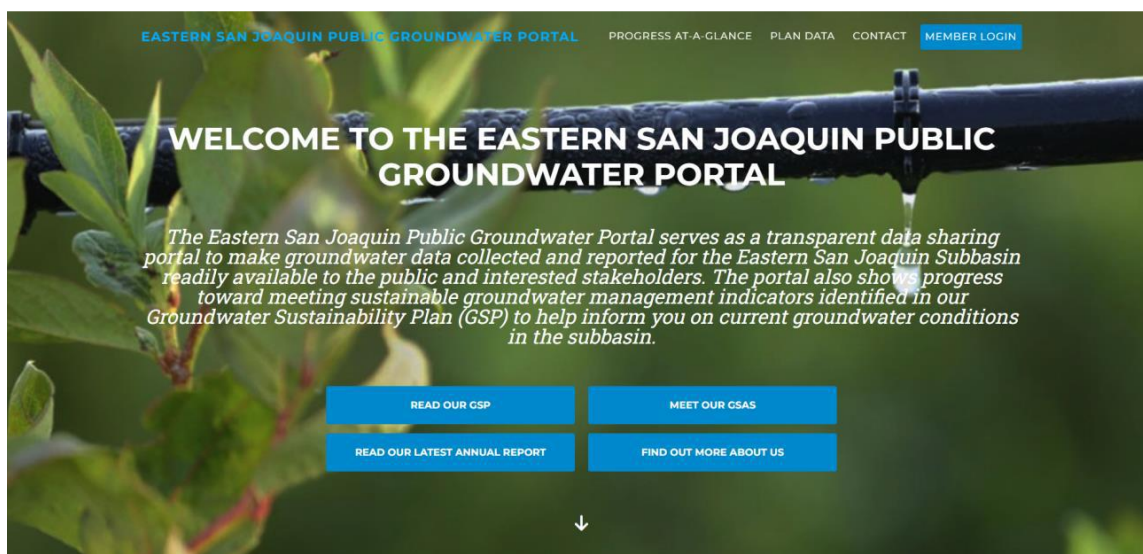 EASTERN SAN JOAQUIN PUBLIC GROUNDWATER PORTAL PROGRESS AT-A-GLANCE PLAN DATA CONTACT MEMBER LOGIN
WELCOME TO THE EASTERN SAN JOAQUIN PUBLIC
GROUNDWATER PORTAL
The Eastern San Joaquin Public Groundwater Portal serves as a transparent data sharing
portal to make groundwater data collected and reported for the Eastern San Joaquin Subbasin
readily available to the public and interested stakeholders. The portal also shows progress
toward meeting sustainable groundwater management indicators identified in our
Groundwater Sustainability Plan (GSP) to help inform you on current groundwater conditions
in the subbasin.
READ OUR GSP MEET OUR GSAS
READ OUR LATEST ANNUAL REPORT FIND OUT MORE ABOUT US